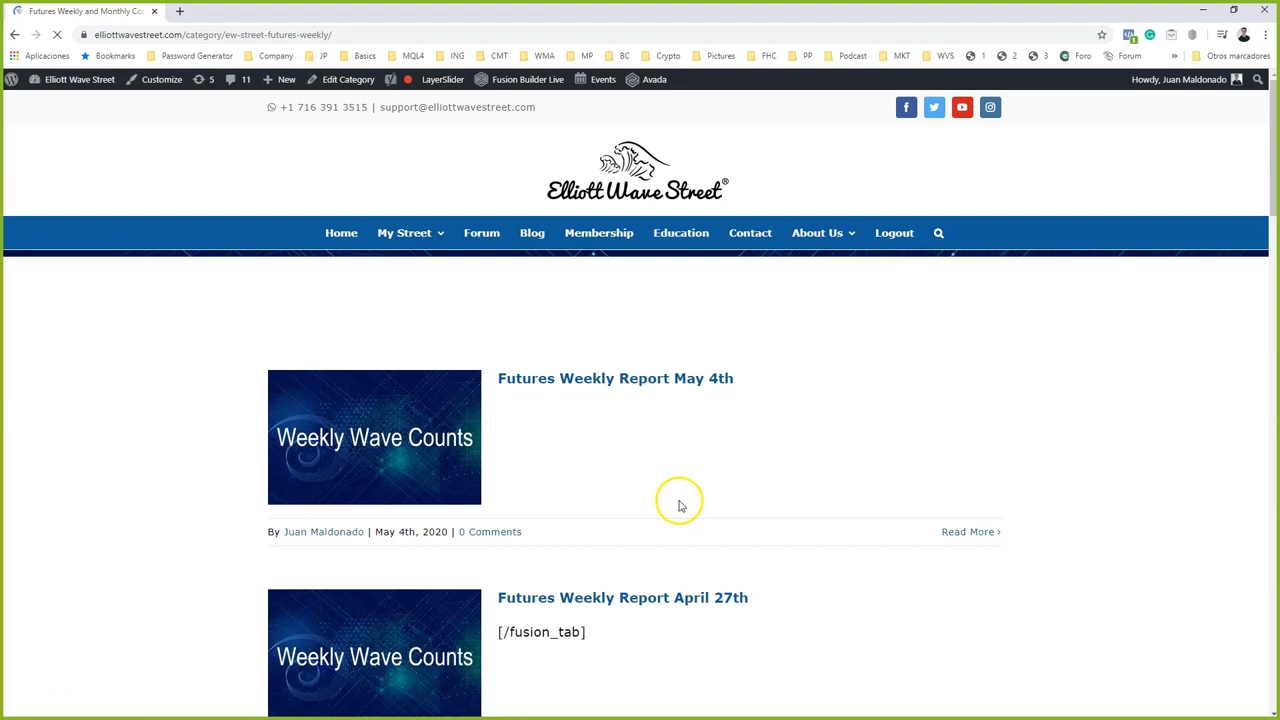 Futures Weekly and Monthly Co
elliottwavestreet.com/category/ew-street-futures-weekly/
Aplicaciones Bookmarks Password Generator Company JP Basics MQL4 ING CMT WMA MP BC Crypto Pictures FHC PP Podcast MKT WVS 1 2 3 Foro Forum » Otros marcadores
Elliott Wave Street Customize 5 11 New Edit Category LayerSlider Fusion Builder Live Events Avada Howdy, Juan Maldonado
+1 716 391 3515 | support@elliottwavestreet.com
Elliott Wave Street®
Home My Street Forum Blog Membership Education Contact About Us Logout
Futures Weekly Report May 4th
Weekly Wave Counts
By Juan Maldonado | May 4th, 2020 | 0 Comments Read More
Futures Weekly Report April 27th
[/fusion_tab]
Weekly Wave Counts